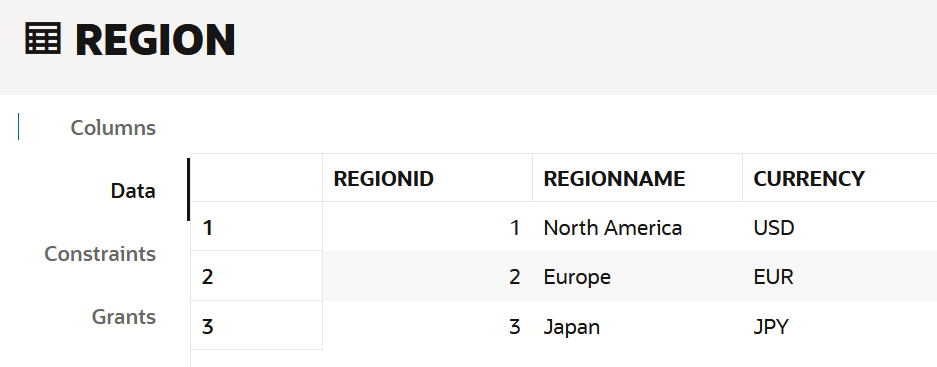 REGION
Columns
Data
Constraints
Grants
REGIONID REGIONNAME CURRENCY
1 1 North America USD
2 2 Europe EUR
3 3 Japan JPY